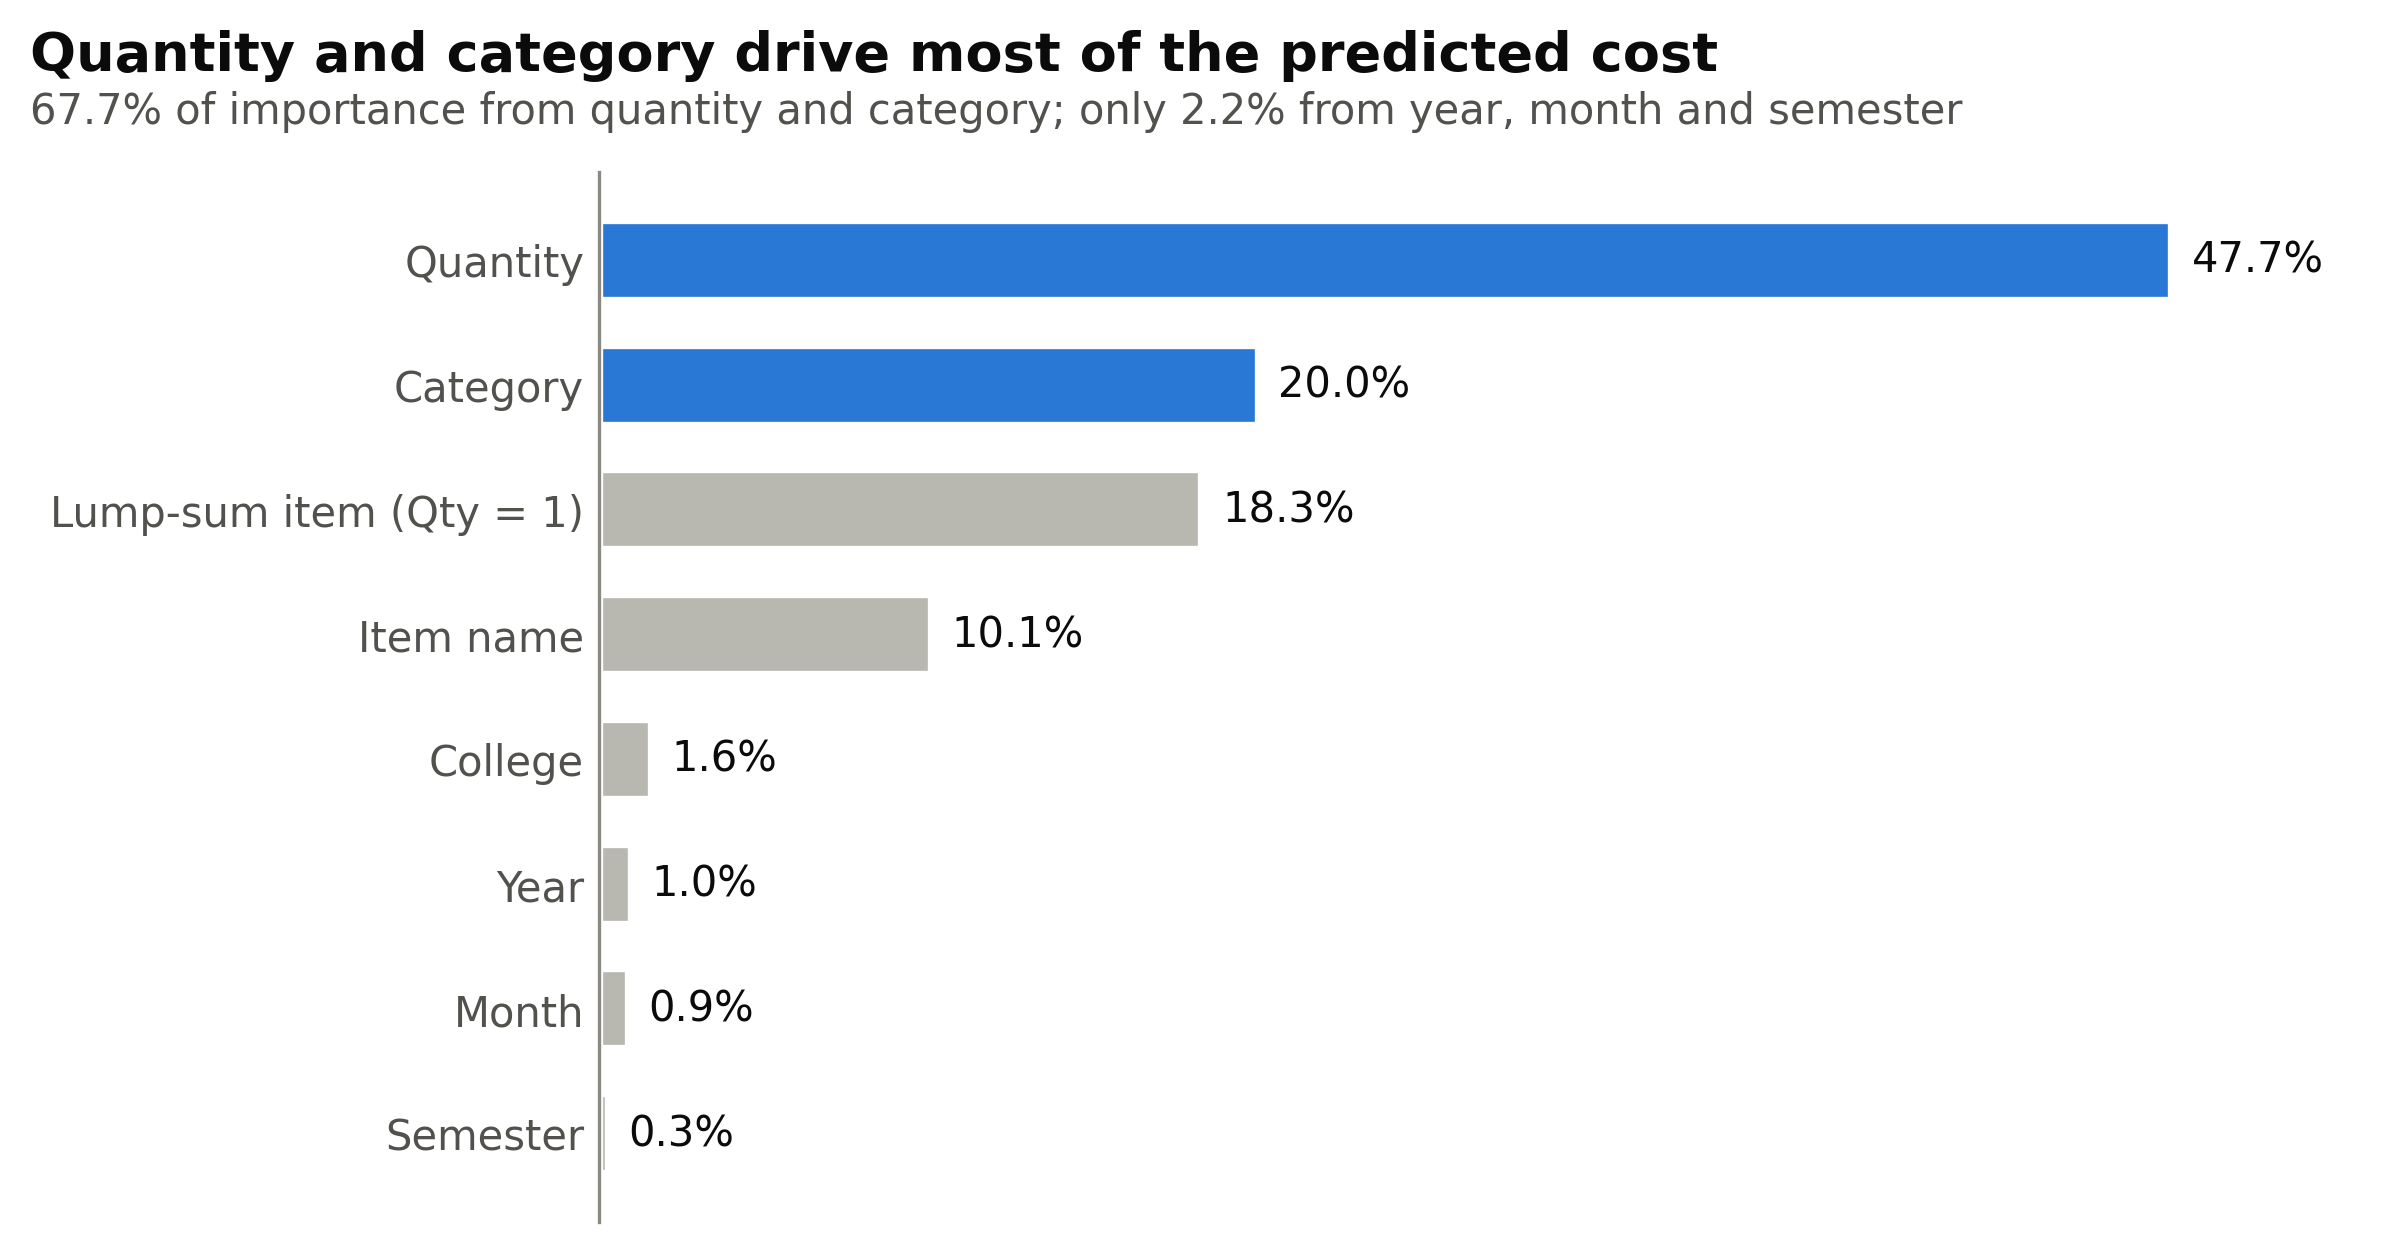 Quantity and category drive most of the predicted cost
67.7% of importance from quantity and category; only 2.2% from year, month and semester
Quantity 47.7%
Category 20.0%
Lump-sum item (Qty = 1) 18.3%
Item name 10.1%
College 1.6%
Year 1.0%
Month 0.9%
Semester 0.3%